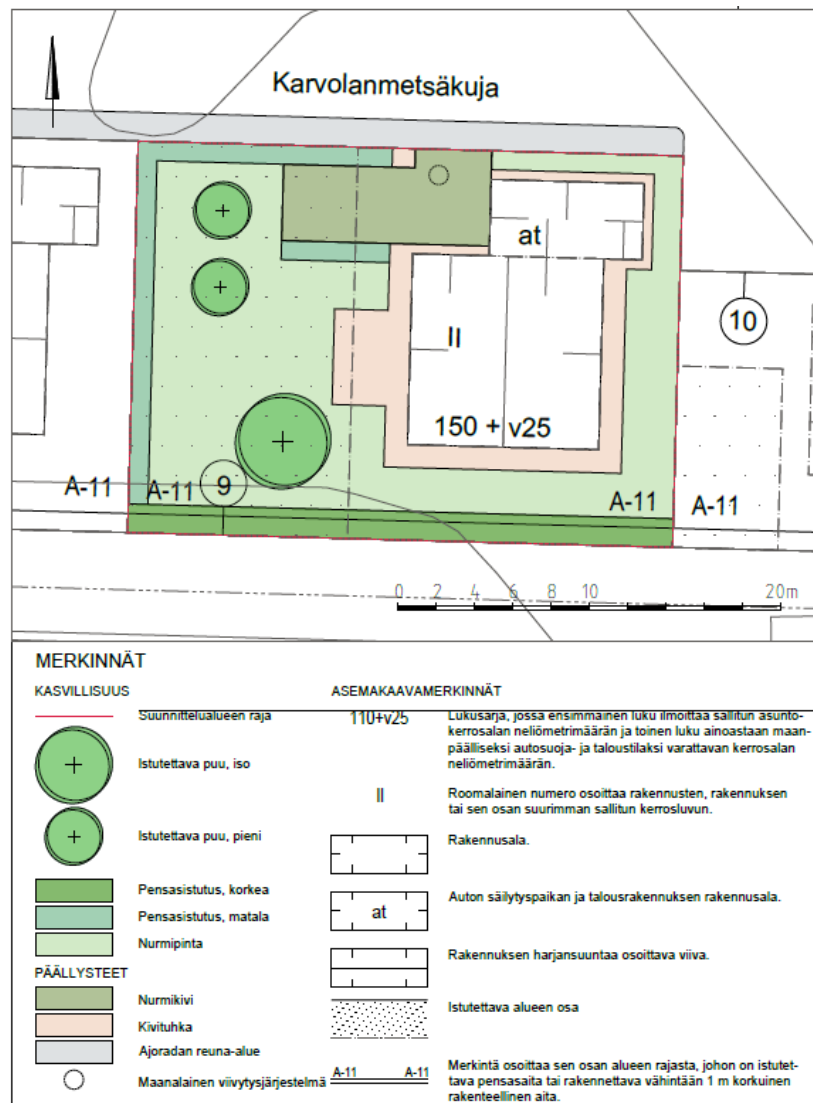 Karvolanmetsäkuja
at
10
II
150 + v25
A-11
A-11
9
A-11
A-11
0 2 4 6 8 10 20m
MERKINNÄT
KASVILLISUUS
Suunnittelualueen raja
Istutettava puu, iso
Istutettava puu, pieni
Pensasistutus, korkea
Pensasistutus, matala
Nurmipinta
PÄÄLLYSTEET
Nurmikivi
Kivituhka
Ajoradan reuna-alue
Maanalainen viivytysjärjestelmä
ASEMAKAAVAMERKINNÄT
110+v25
Lukusarja, jossa ensimmäinen luku ilmoittaa sallitun asunto-
kerrosalan neliömetrimäärän ja toinen luku ainoastaan maan-
päälliseksi autosuoja- ja taloustilaksi varattavan kerrosalan
neliömetrimäärän.
II
Roomalainen numero osoittaa rakennusten, rakennuksen
tai sen osan suurimman sallitun kerrosluvun.
Rakennusala.
at
Auton säilytyspaikan ja talousrakennuksen rakennusala.
Rakennuksen harjansuuntaa osoittava viiva.
Istutettava alueen osa
A-11 A-11
Merkintä osoittaa sen osan alueen rajasta, johon on istutet-
tava pensasaita tai rakennettava vähintään 1 m korkuinen
rakenteellinen aita.